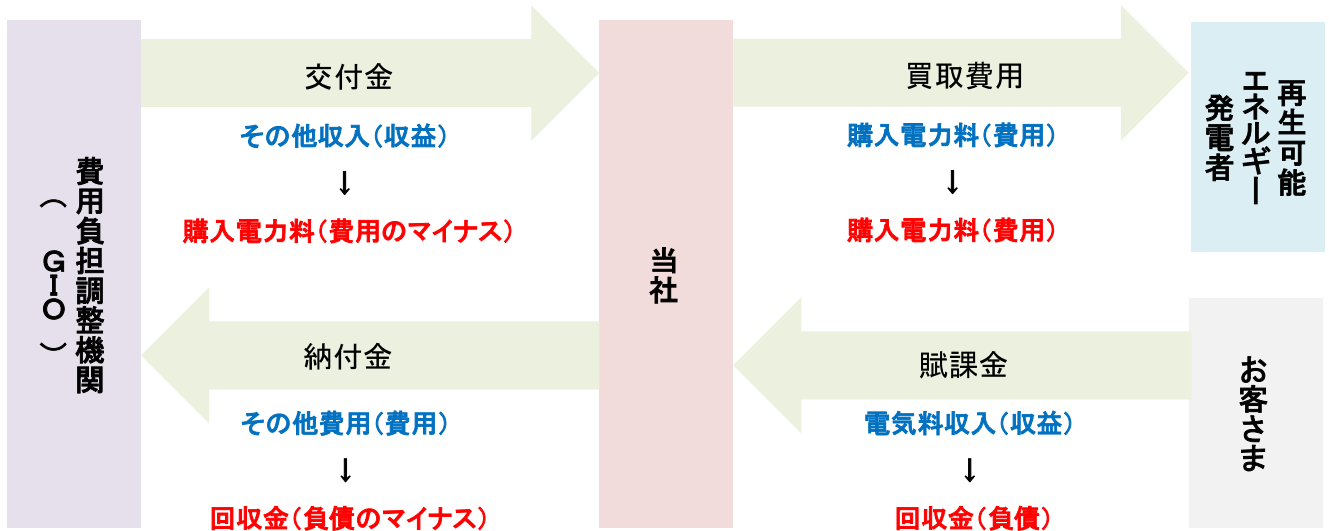 費用負担調整機関
（GIO）
交付金
その他収入（収益）
↓
購入電力料（費用のマイナス）
納付金
その他費用（費用）
↓
回収金（負債のマイナス）
当社
買取費用
購入電力料（費用）
↓
購入電力料（費用）
賦課金
電気料収入（収益）
↓
回収金（負債）
再生可能
エネルギー
発電者
お客さま